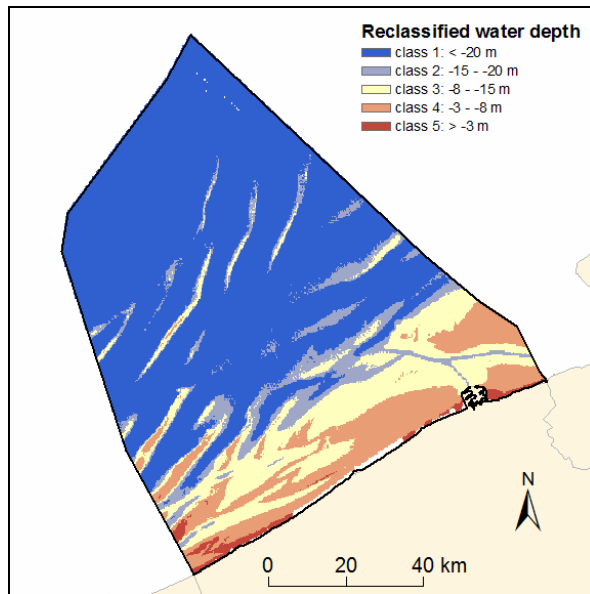 Reclassified water depth
class 1: < -20 m
class 2: -15 - -20 m
class 3: -8 - -15 m
class 4: -3 - -8 m
class 5: > -3 m
N
0 20 40 km